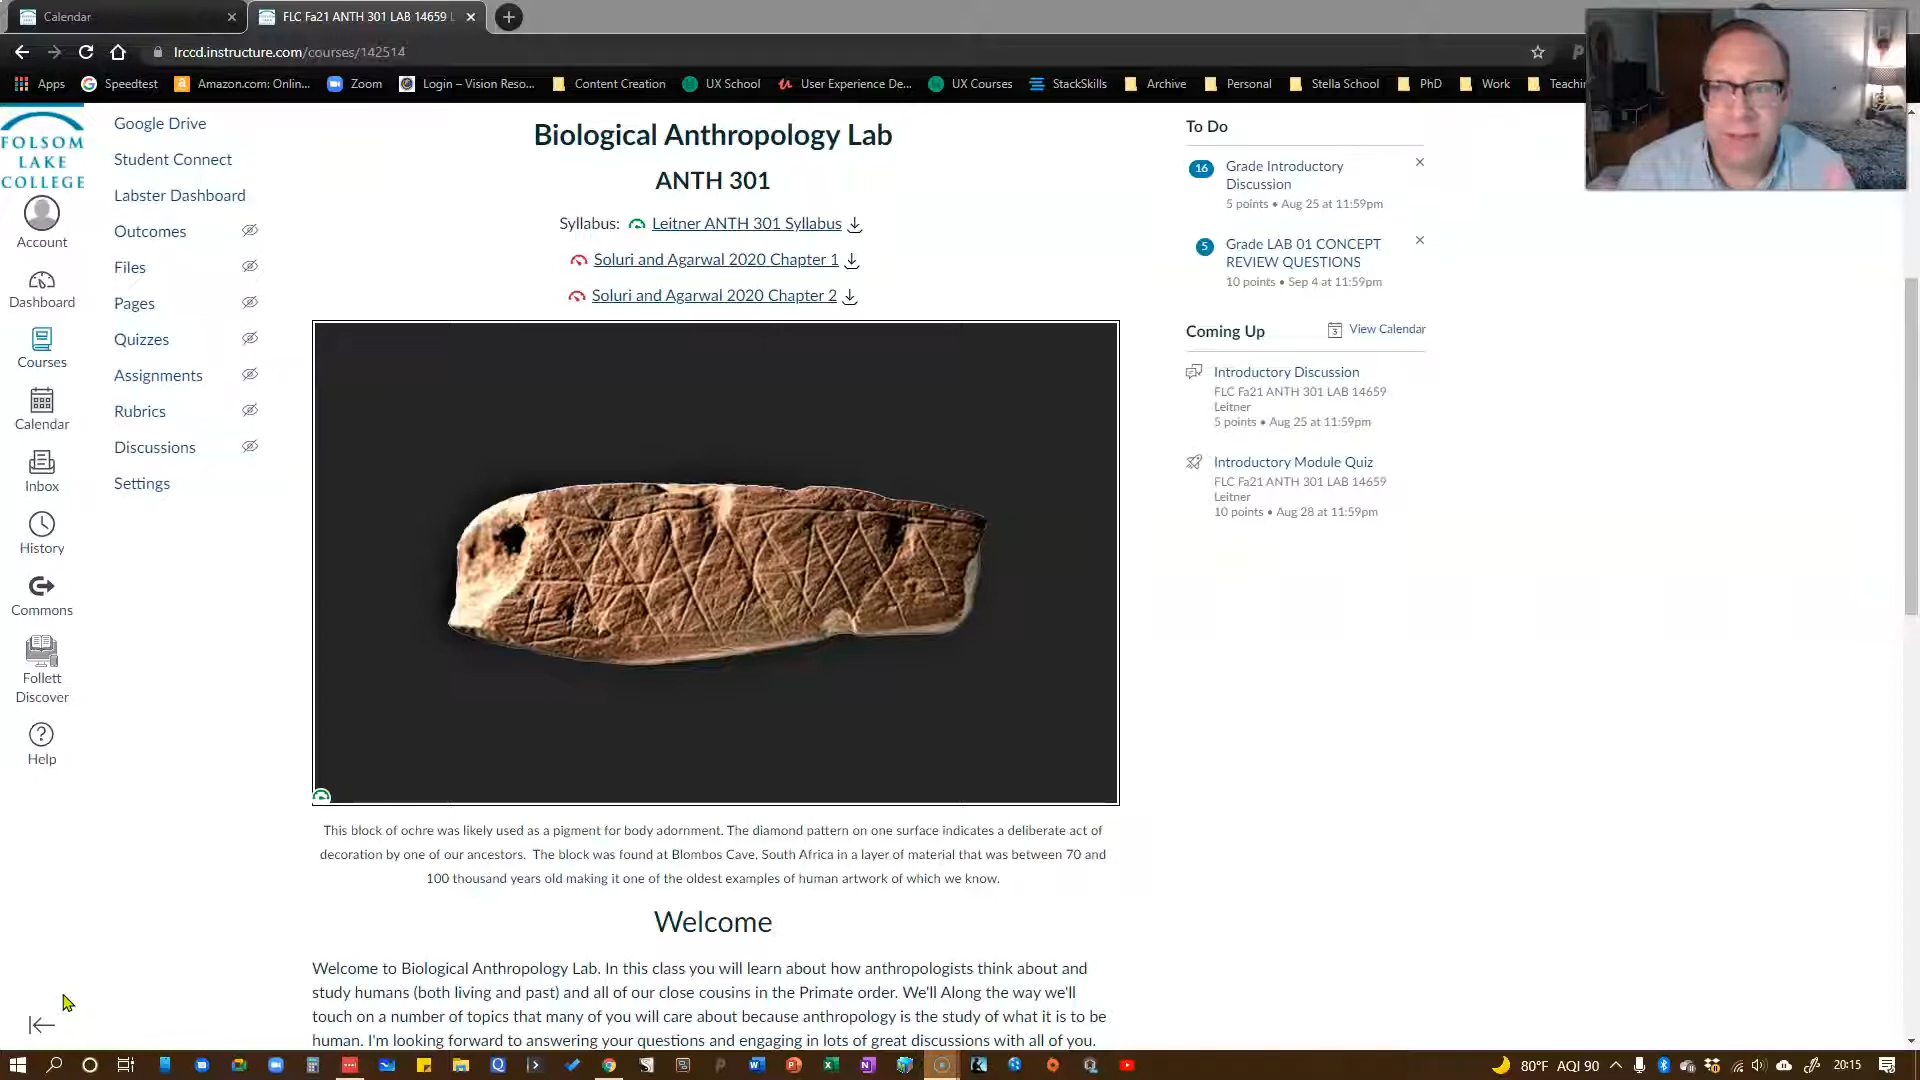 Calendar
FLC Fa21 ANTH 301 LAB 14659 L
lrccd.instructure.com/courses/142514
Apps
Speedtest
Amazon.com: Onlin...
Zoom
Login – Vision Reso...
Content Creation
UX School
User Experience De...
UX Courses
StackSkills
Archive
Personal
Stella School
PhD
Work
Teachi
FOLSOM
LAKE
COLLEGE
Account
Dashboard
Courses
Calendar
Inbox
History
Commons
Follett
Discover
Help
Google Drive
Student Connect
Labster Dashboard
Outcomes
Files
Pages
Quizzes
Assignments
Rubrics
Discussions
Settings
Biological Anthropology Lab
ANTH 301
Syllabus: Leitner ANTH 301 Syllabus
Soluri and Agarwal 2020 Chapter 1
Soluri and Agarwal 2020 Chapter 2
This block of ochre was likely used as a pigment for body adornment. The diamond pattern on one surface indicates a deliberate act of
decoration by one of our ancestors. The block was found at Blombos Cave, South Africa in a layer of material that was between 70 and
100 thousand years old making it one of the oldest examples of human artwork of which we know.
Welcome
Welcome to Biological Anthropology Lab. In this class you will learn about how anthropologists think about and
study humans (both living and past) and all of our close cousins in the Primate order. We'll Along the way we'll
touch on a number of topics that many of you will care about because anthropology is the study of what it is to be
human. I'm looking forward to answering your questions and engaging in lots of great discussions with all of you.
To Do
16
Grade Introductory
Discussion
5 points • Aug 25 at 11:59pm
5
Grade LAB 01 CONCEPT
REVIEW QUESTIONS
10 points • Sep 4 at 11:59pm
Coming Up
View Calendar
Introductory Discussion
FLC Fa21 ANTH 301 LAB 14659
Leitner
5 points • Aug 25 at 11:59pm
Introductory Module Quiz
FLC Fa21 ANTH 301 LAB 14659
Leitner
10 points • Aug 28 at 11:59pm
80°F AQI 90
20:15